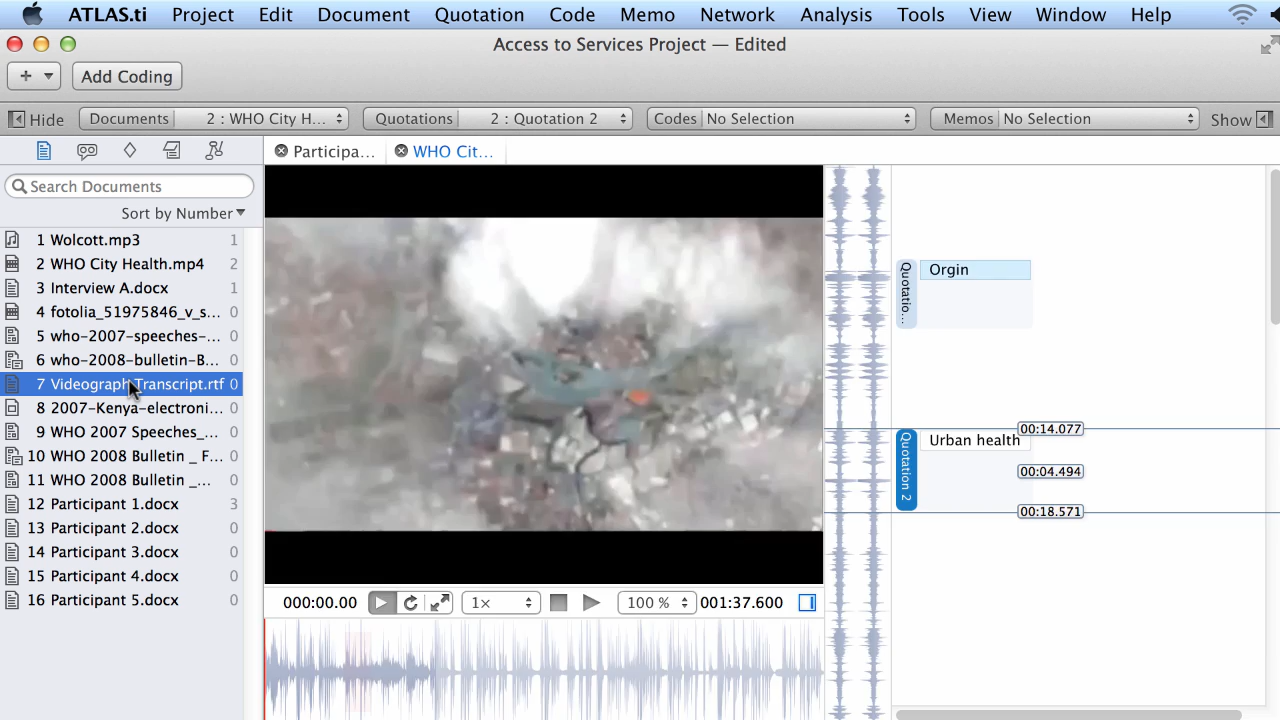 ATLAS.ti Project Edit Document Quotation Code Memo Network Analysis Tools View Window Help
Access to Services Project — Edited
+ Add Coding
Hide Documents 2 : WHO City H... Quotations 2 : Quotation 2 Codes No Selection Memos No Selection Show
Participa... WHO Cit...
Search Documents
Sort by Number
1 Wolcott.mp3 1
2 WHO City Health.mp4 2
3 Interview A.docx 1
4 fotolia_51973846_v_s... 0
5 who-2007-speeches-... 0
6 who-2008-Bulletin-B... 0
7 Videograph Transcript.rtf 0
8 2007-Kenya-electroni... 0
9 WHO 2007 Speeches_... 0
10 WHO 2008 Bulletin _ F... 0
11 WHO 2008 Bulletin _... 0
12 Participant 1.docx 3
13 Participant 2.docx 0
14 Participant 3.docx 0
15 Participant 4.docx 0
16 Participant 5.docx 0
Quotatio...
Orgin
Quotation 2
Urban health
00:14.077
00:04.494
00:18.571
000:00.00 1× 100 % 001:37.600